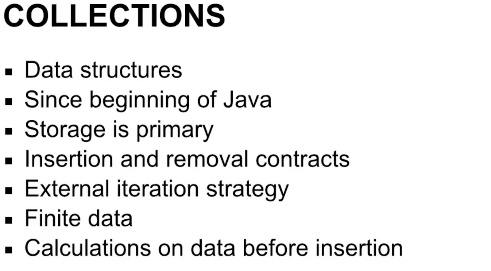 COLLECTIONS
▪ Data structures
▪ Since beginning of Java
▪ Storage is primary
▪ Insertion and removal contracts
▪ External iteration strategy
▪ Finite data
▪ Calculations on data before insertion